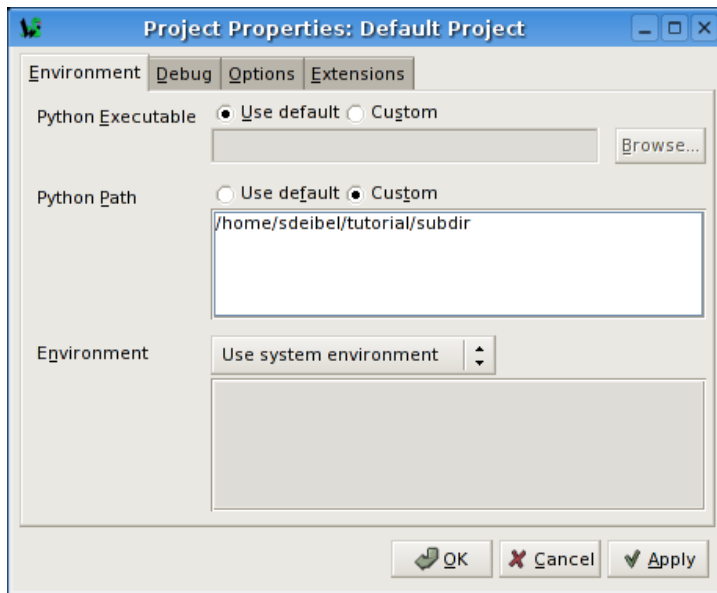 Project Properties: Default Project
Environment Debug Options Extensions
Python Executable Use default Custom
Browse...
Python Path Use default Custom
/home/sdeibel/tutorial/subdir
Environment Use system environment
OK Cancel Apply